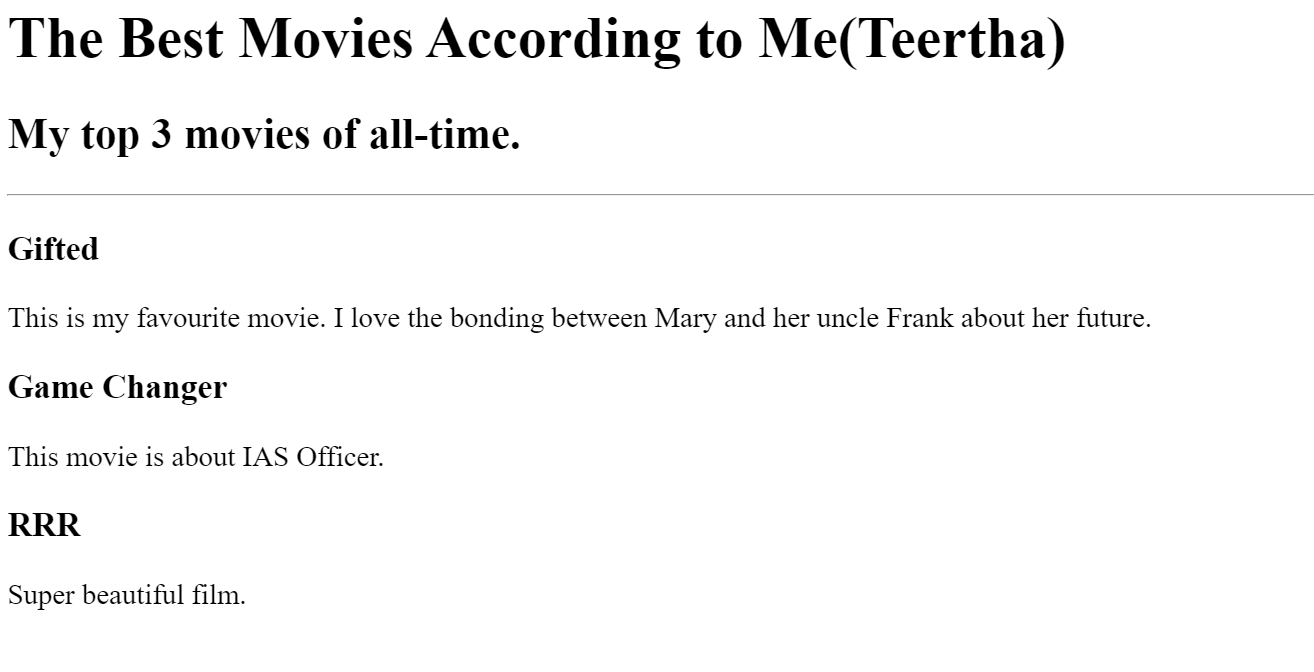 The Best Movies According to Me(Teertha)
My top 3 movies of all-time.
Gifted
This is my favourite movie. I love the bonding between Mary and her uncle Frank about her future.
Game Changer
This movie is about IAS Officer.
RRR
Super beautiful film.